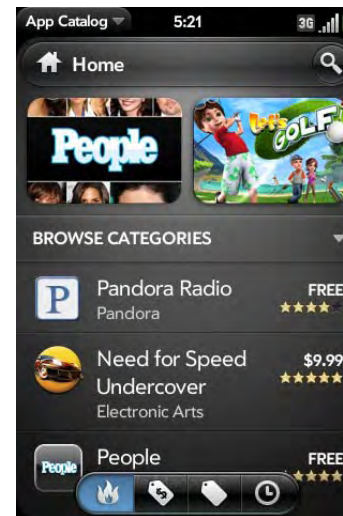 App Catalog 5:21 3G
Home
People Let's GOLF!
BROWSE CATEGORIES
P Pandora Radio FREE
Pandora
Need for Speed $9.99
Undercover
Electronic Arts
People People FREE
$